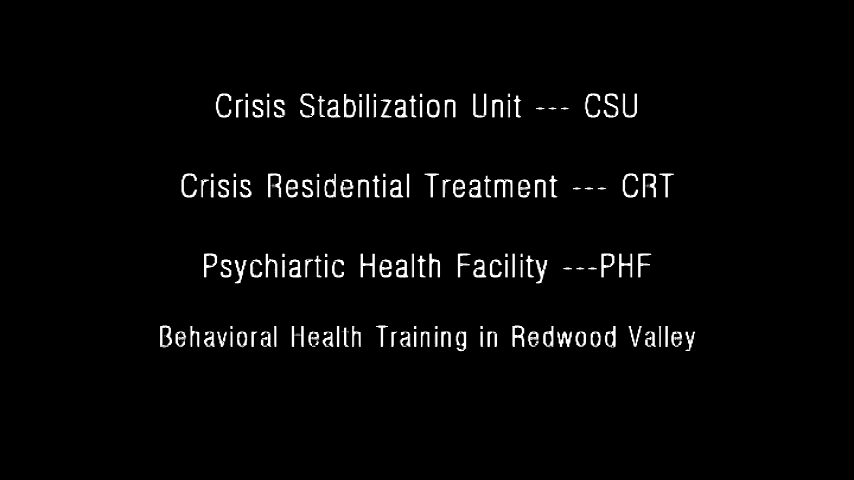 Crisis Stabilization Unit --- CSU
Crisis Residential Treatment --- CRT
Psychiartic Health Facility ---PHF
Behavioral Health Training in Redwood Valley